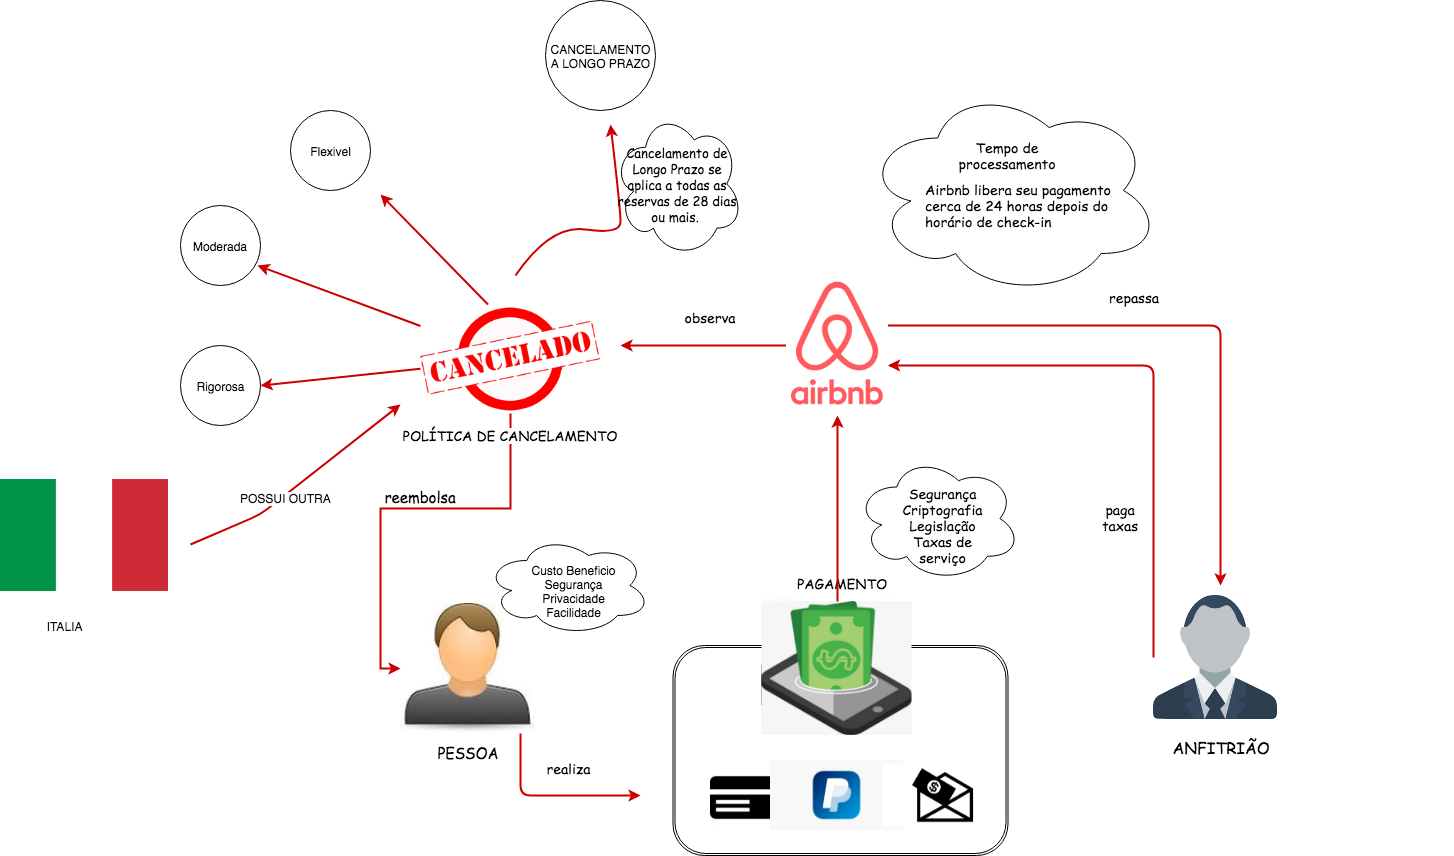 CANCELAMENTO
A LONGO PRAZO
Flexivel
Cancelamento de
Longo Prazo se
aplica a todas as
reservas de 28 dias
ou mais.
Tempo de
processamento
Airbnb libera seu pagamento
cerca de 24 horas depois do
horário de check-in
Moderada
repassa
observa
CANCELADO
airbnb
Rigorosa
POLÍTICA DE CANCELAMENTO
POSSUI OUTRA
reembolsa
Segurança
Criptografia
Legislação
Taxas de
serviço
paga
taxas
Custo Beneficio
Segurança
Privacidade
Facilidade
PAGAMENTO
ITALIA
PESSOA
ANFITRIÃO
realiza